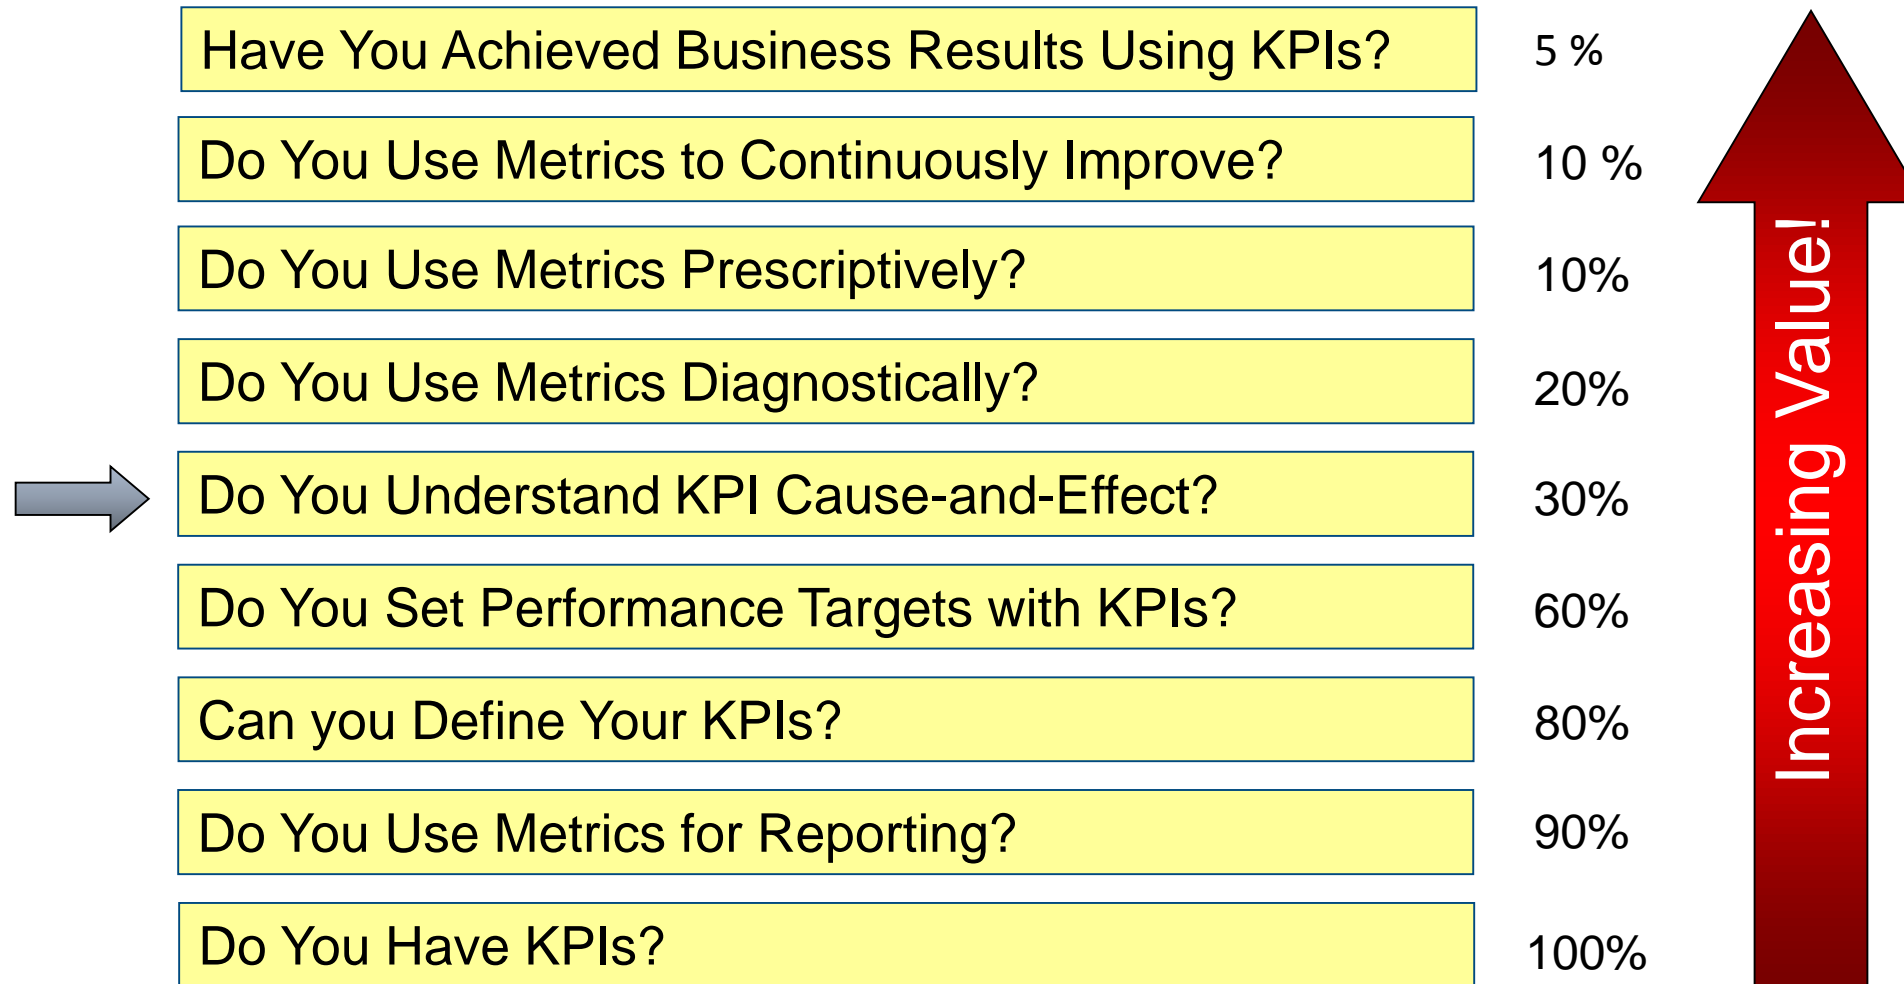 Have You Achieved Business Results Using KPIs? 5 %
Do You Use Metrics to Continuously Improve? 10 %
Do You Use Metrics Prescriptively? 10%
Do You Use Metrics Diagnostically? 20%
Do You Understand KPI Cause-and-Effect? 30%
Do You Set Performance Targets with KPIs? 60%
Can you Define Your KPIs? 80%
Do You Use Metrics for Reporting? 90%
Do You Have KPIs? 100%
Increasing Value!